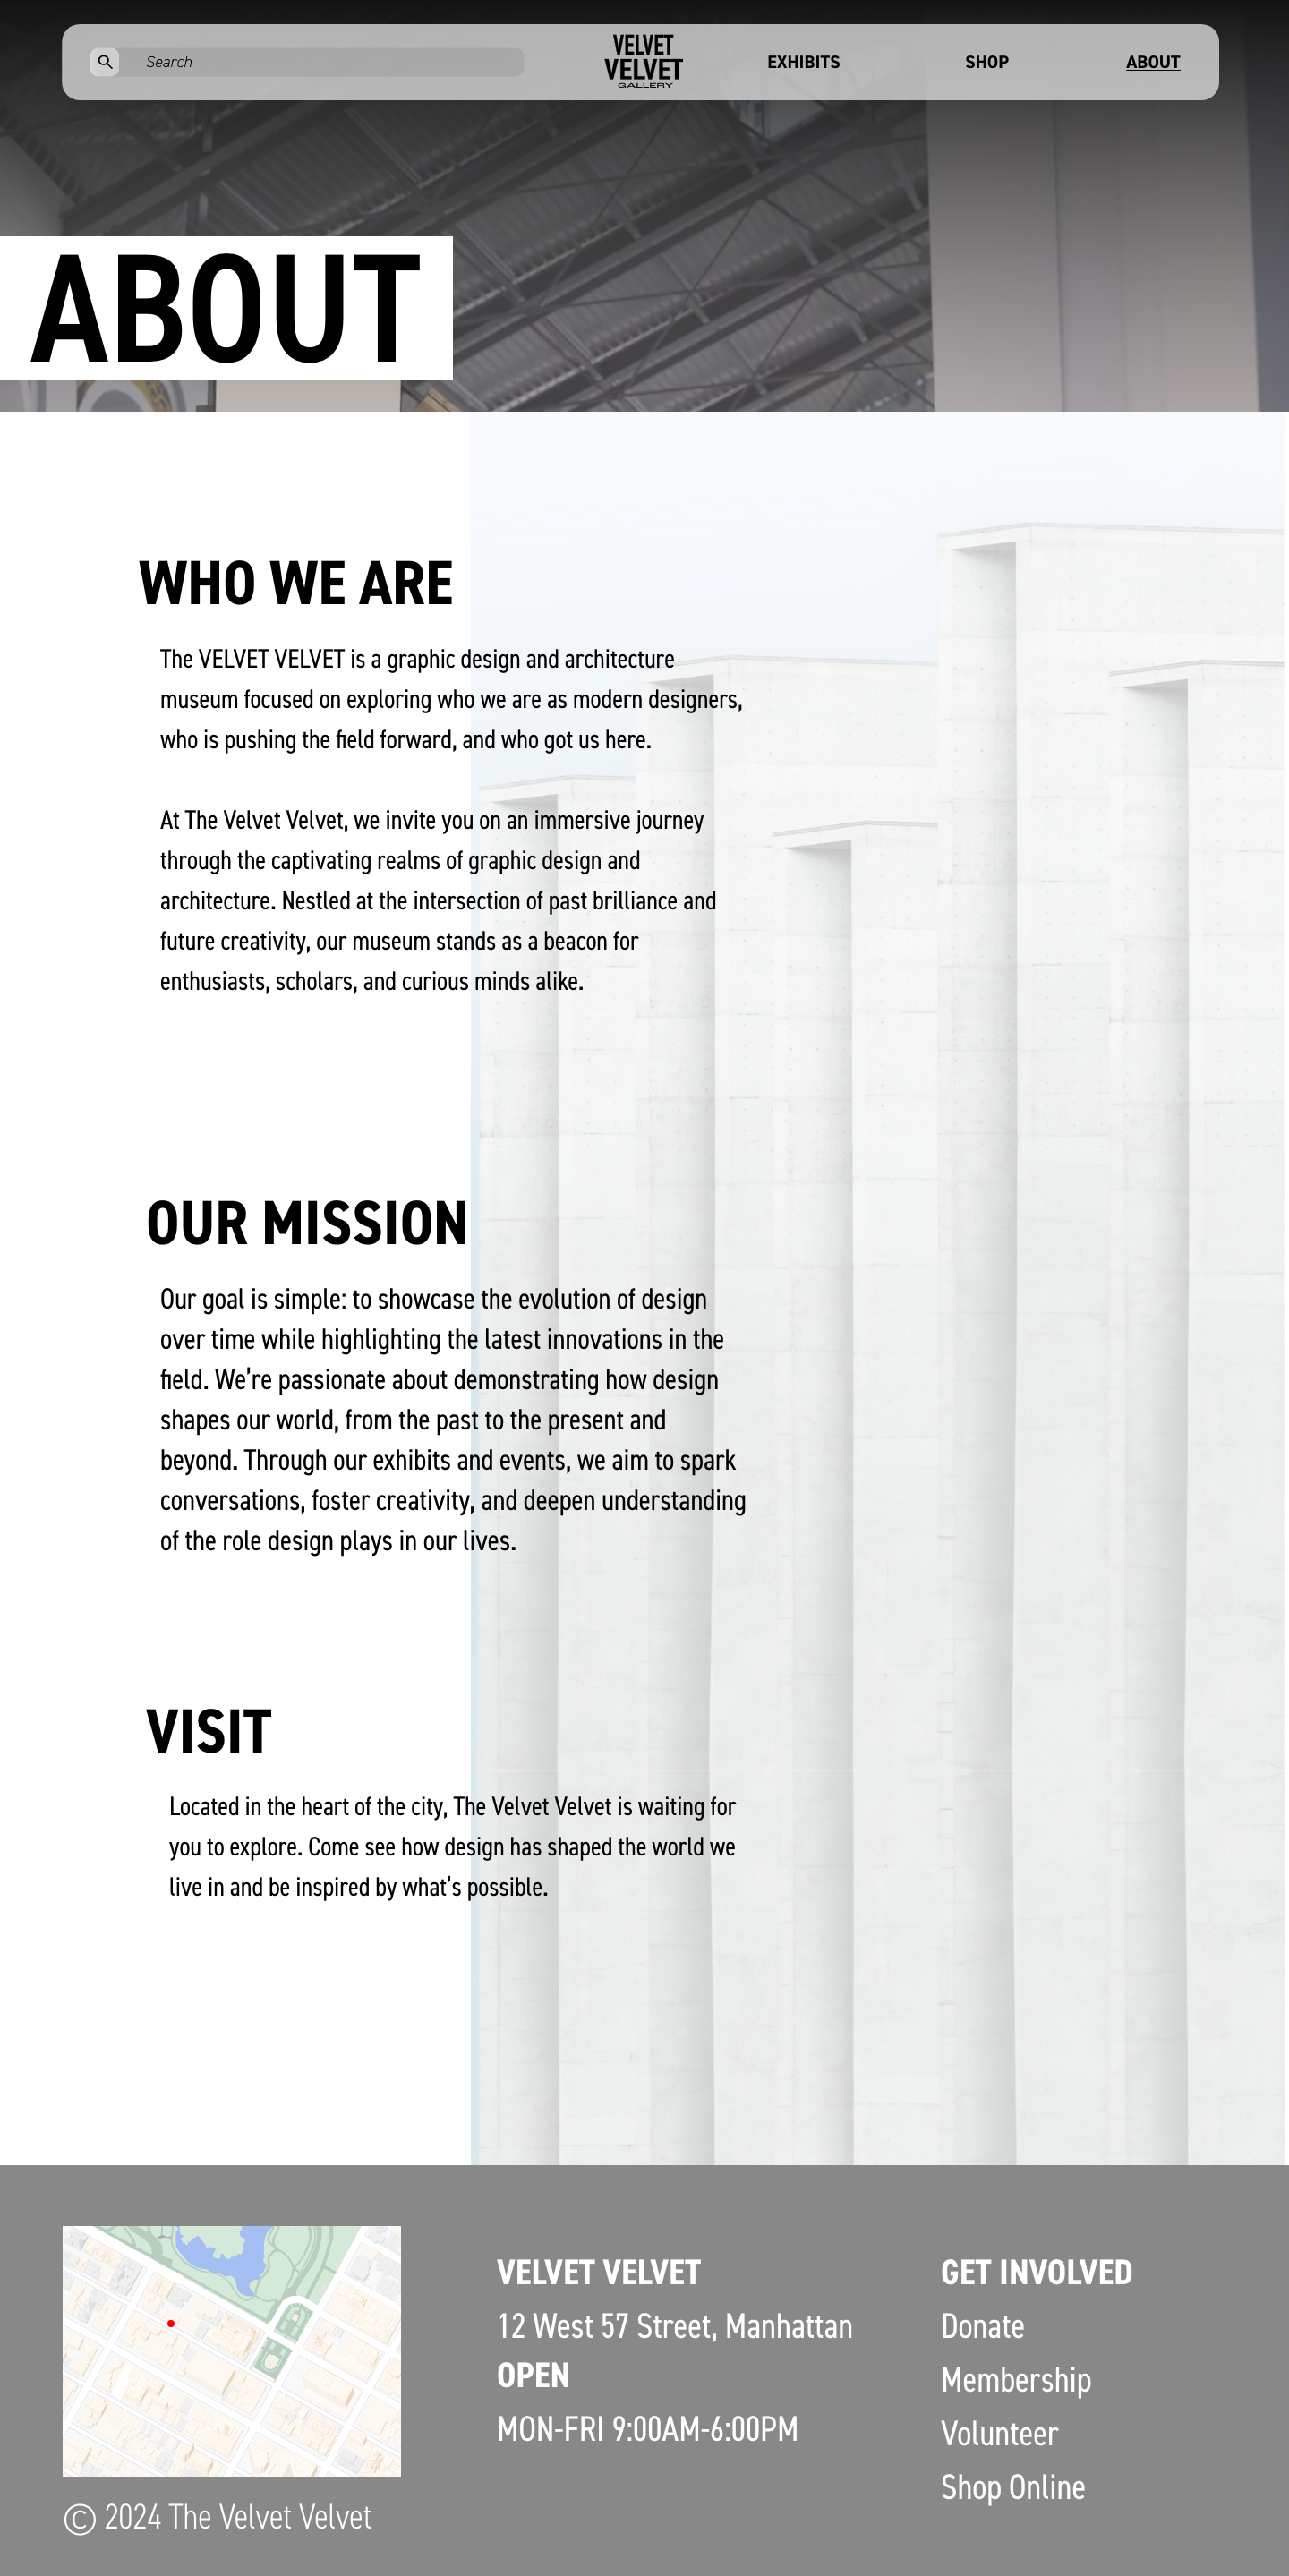 Search
VELVET
VELVET
GALLERY
EXHIBITS
SHOP
ABOUT
ABOUT
WHO WE ARE
The VELVET VELVET is a graphic design and architecture
museum focused on exploring who we are as modern designers,
who is pushing the field forward, and who got us here.
At The Velvet Velvet, we invite you on an immersive journey
through the captivating realms of graphic design and
architecture. Nestled at the intersection of past brilliance and
future creativity, our museum stands as a beacon for
enthusiasts, scholars, and curious minds alike.
OUR MISSION
Our goal is simple: to showcase the evolution of design
over time while highlighting the latest innovations in the
field. We’re passionate about demonstrating how design
shapes our world, from the past to the present and
beyond. Through our exhibits and events, we aim to spark
conversations, foster creativity, and deepen understanding
of the role design plays in our lives.
VISIT
Located in the heart of the city, The Velvet Velvet is waiting for
you to explore. Come see how design has shaped the world we
live in and be inspired by what’s possible.
© 2024 The Velvet Velvet
VELVET VELVET
12 West 57 Street, Manhattan
OPEN
MON-FRI 9:00AM-6:00PM
GET INVOLVED
Donate
Membership
Volunteer
Shop Online